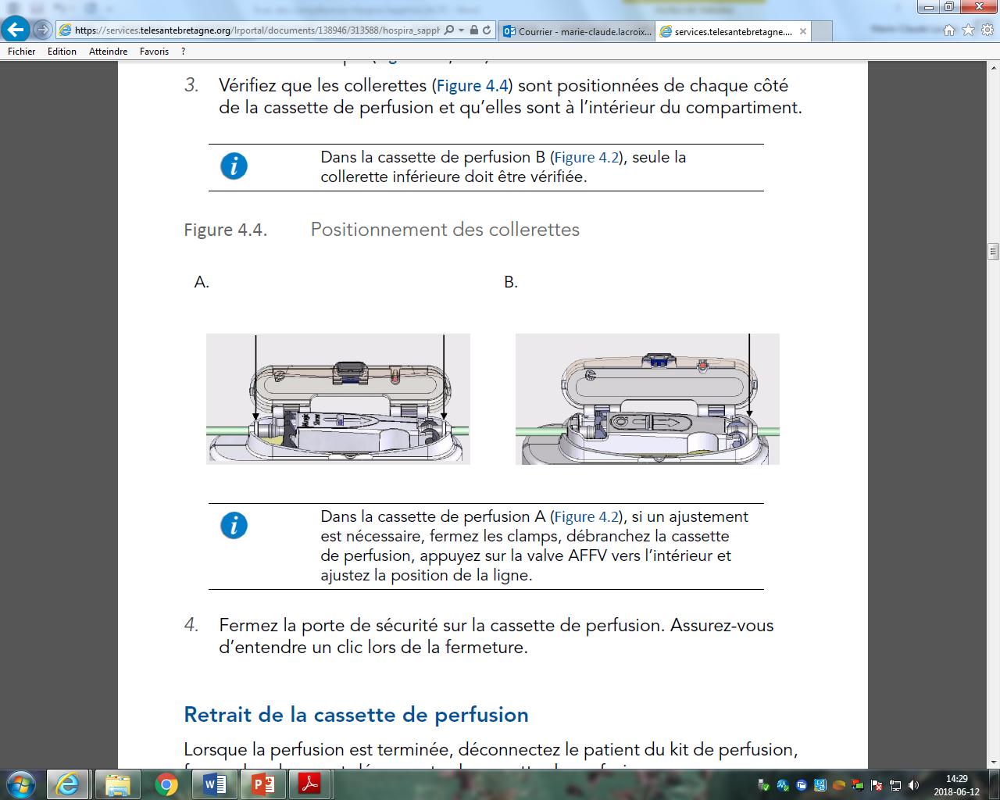 https://services.telesantebretagne.org/lrportal/documents/138946/313588/hospira_sapph
Courrier - marie-claude.lacroix...
services.telesantebretagne....
Fichier Edition Atteindre Favoris ?
3. Vérifiez que les collerettes (Figure 4.4) sont positionnées de chaque côté
de la cassette de perfusion et qu’elles sont à l’intérieur du compartiment.
Dans la cassette de perfusion B (Figure 4.2), seule la
collerette inférieure doit être vérifiée.
Figure 4.4. Positionnement des collerettes
A. B.
Dans la cassette de perfusion A (Figure 4.2), si un ajustement
est nécessaire, fermez les clamps, débranchez la cassette
de perfusion, appuyez sur la valve AFFV vers l’intérieur et
ajustez la position de la ligne.
4. Fermez la porte de sécurité sur la cassette de perfusion. Assurez-vous
d’entendre un clic lors de la fermeture.
Retrait de la cassette de perfusion
Lorsque la perfusion est terminée, déconnectez le patient du kit de perfusion,
14:29
2018-06-12